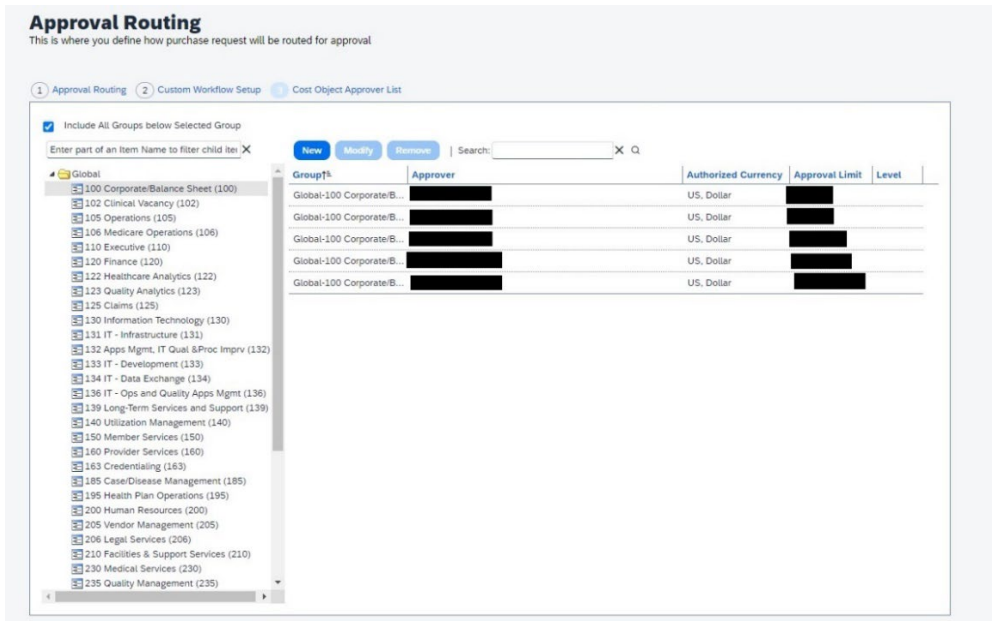 Approval Routing
This is where you define how purchase request will be routed for approval
1 Approval Routing 2 Custom Workflow Setup 3 Cost Object Approver List
Include All Groups below Selected Group
Enter part of an Item Name to filter child iter
New Modify Remove | Search:
Global
100 Corporate/Balance Sheet (100)
102 Clinical Vacancy (102)
105 Operations (105)
106 Medicare Operations (106)
110 Executive (110)
120 Finance (120)
122 Healthcare Analytics (122)
123 Quality Analytics (123)
125 Claims (125)
130 Information Technology (130)
131 IT - Infrastructure (131)
132 Apps Mgmt, IT Qual &Proc Imprv (132)
133 IT - Development (133)
134 IT - Data Exchange (134)
136 IT - Ops and Quality Apps Mgmt (136)
139 Long-Term Services and Support (139)
140 Utilization Management (140)
150 Member Services (150)
160 Provider Services (160)
163 Credentialing (163)
185 Case/Disease Management (185)
195 Health Plan Operations (195)
200 Human Resources (200)
205 Vendor Management (205)
206 Legal Services (206)
210 Facilities & Support Services (210)
230 Medical Services (230)
235 Quality Management (235)
Group Approver Authorized Currency Approval Limit Level
Global-100 Corporate/B... US, Dollar
Global-100 Corporate/B... US, Dollar
Global-100 Corporate/B... US, Dollar
Global-100 Corporate/B... US, Dollar
Global-100 Corporate/B... US, Dollar